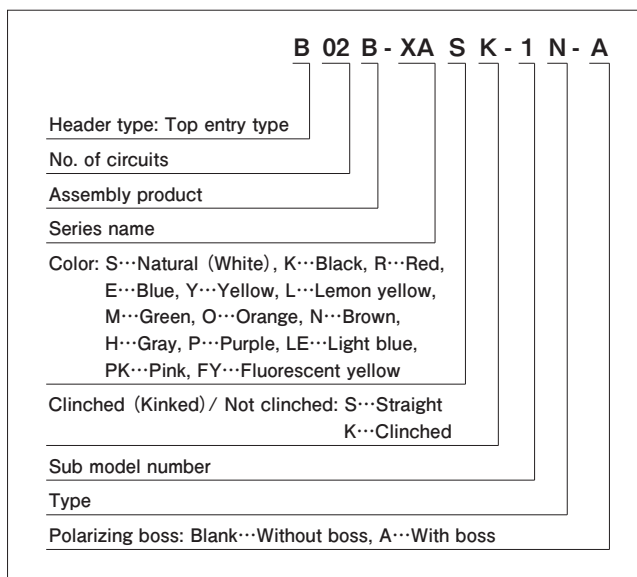 B 02 B - XA S K - 1 N - A
Header type: Top entry type
No. of circuits
Assembly product
Series name
Color: S…Natural (White), K…Black, R…Red,
E…Blue, Y…Yellow, L…Lemon yellow,
M…Green, O…Orange, N…Brown,
H…Gray, P…Purple, LE…Light blue,
PK…Pink, FY…Fluorescent yellow
Clinched (Kinked) / Not clinched: S…Straight
K…Clinched
Sub model number
Type
Polarizing boss: Blank…Without boss, A…With boss